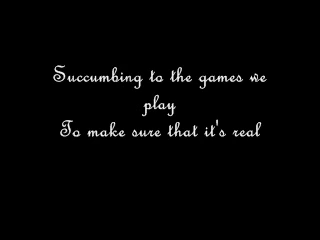 Succumbing to the games we
play
To make sure that it's real